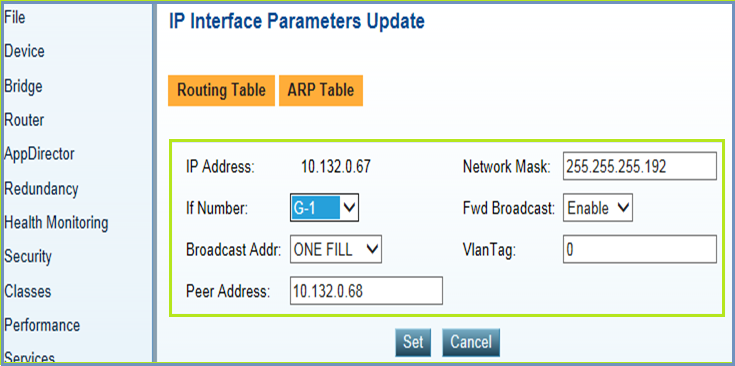 File
Device
Bridge
Router
AppDirector
Redundancy
Health Monitoring
Security
Classes
Performance
Services
IP Interface Parameters Update
Routing Table ARP Table
IP Address: 10.132.0.67 Network Mask: 255.255.255.192
If Number: G-1 Fwd Broadcast: Enable
Broadcast Addr: ONE FILL VlanTag: 0
Peer Address: 10.132.0.68
Set Cancel